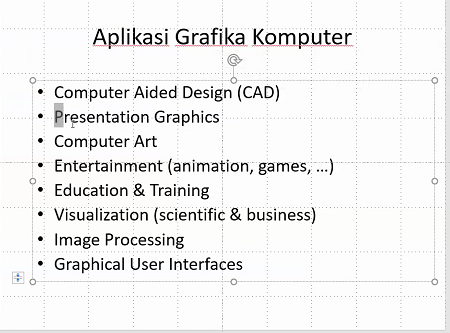 Aplikasi Grafika Komputer
• Computer Aided Design (CAD)
• Presentation Graphics
• Computer Art
• Entertainment (animation, games, ...)
• Education & Training
• Visualization (scientific & business)
• Image Processing
• Graphical User Interfaces